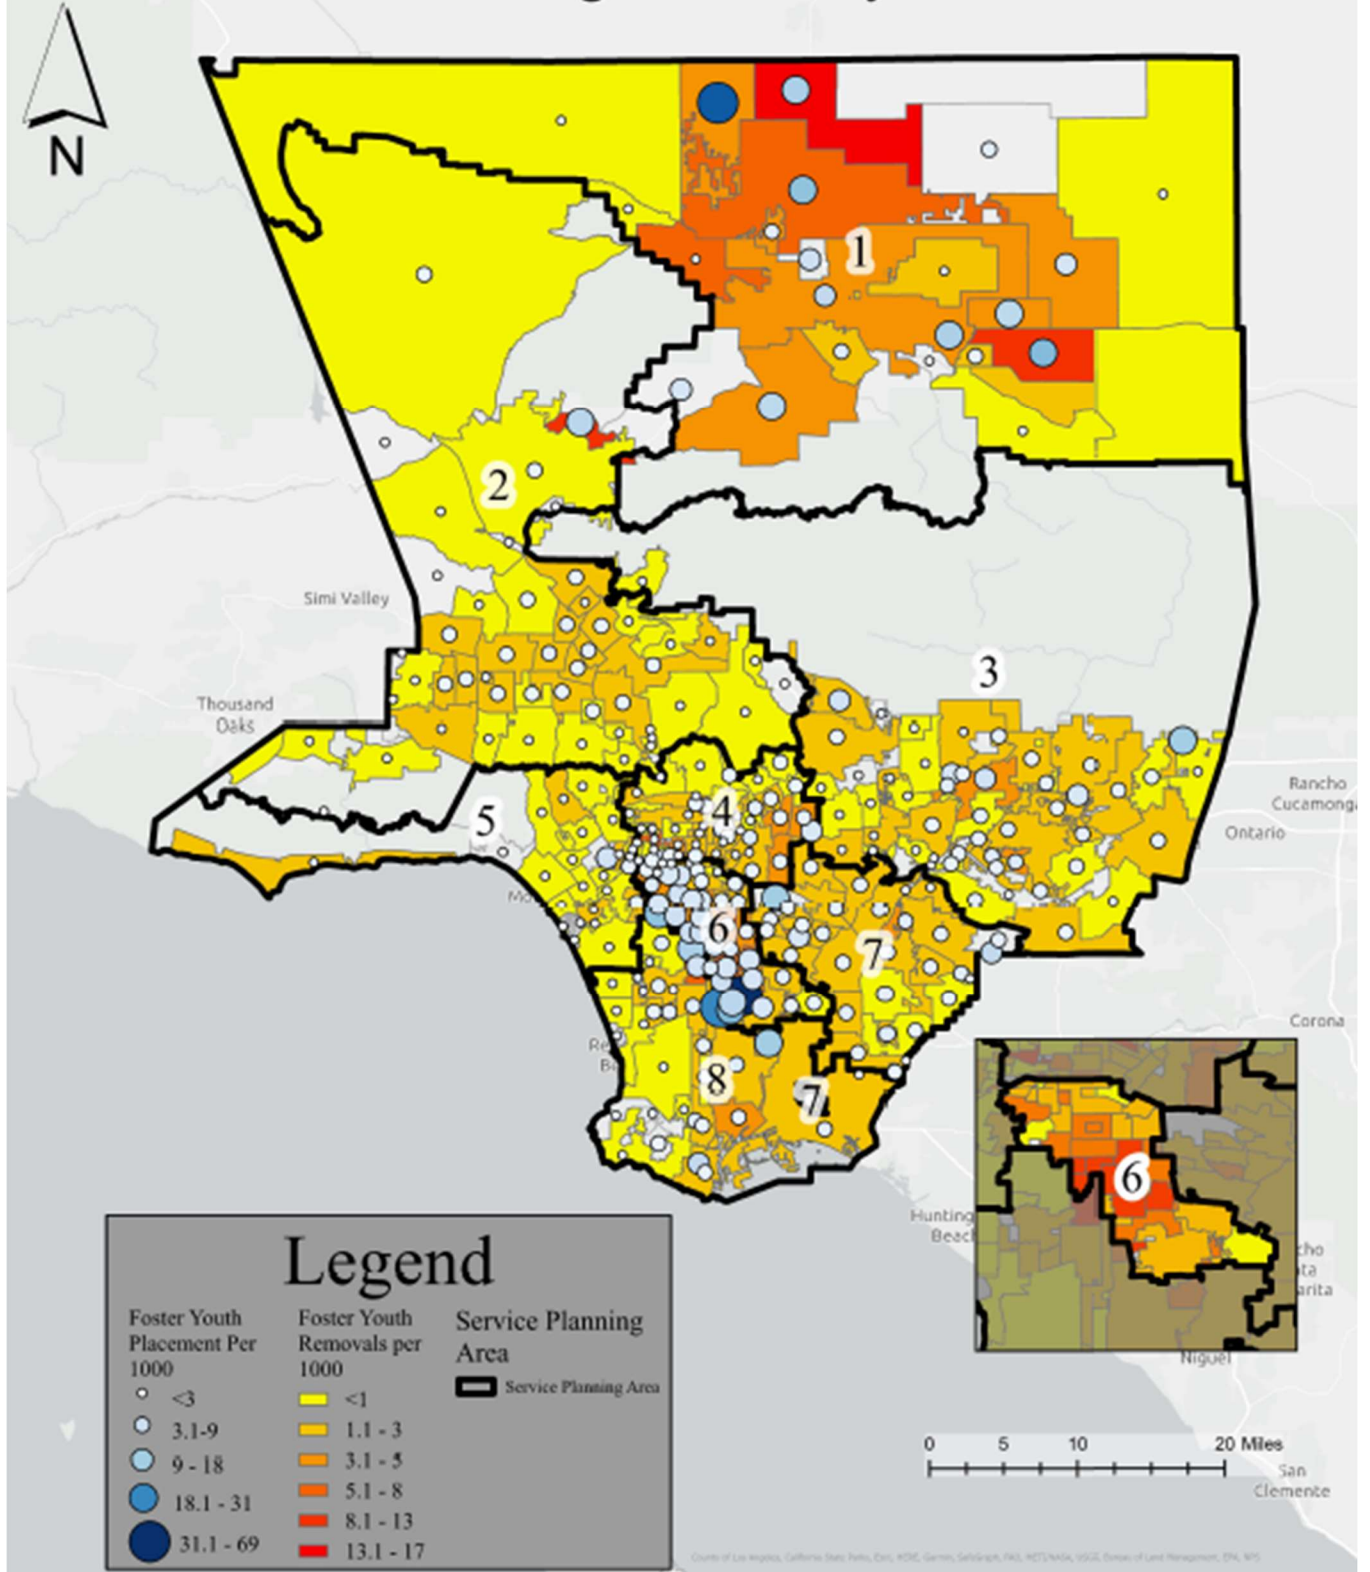 N
1
2
3
Simi Valley
Thousand
Oaks
Rancho
Cucamonga
Ontario
5
4
6
7
Corona
8
7
6
Hunting
Beach
Niguel
Legend
Foster Youth
Placement Per
1000
<3
3.1-9
9 - 18
18.1 - 31
31.1 - 69
Foster Youth
Removals per
1000
<1
1.1 - 3
3.1 - 5
5.1 - 8
8.1 - 13
13.1 - 17
Service Planning
Area
Service Planning Area
0 5 10 20 Miles
San
Clemente